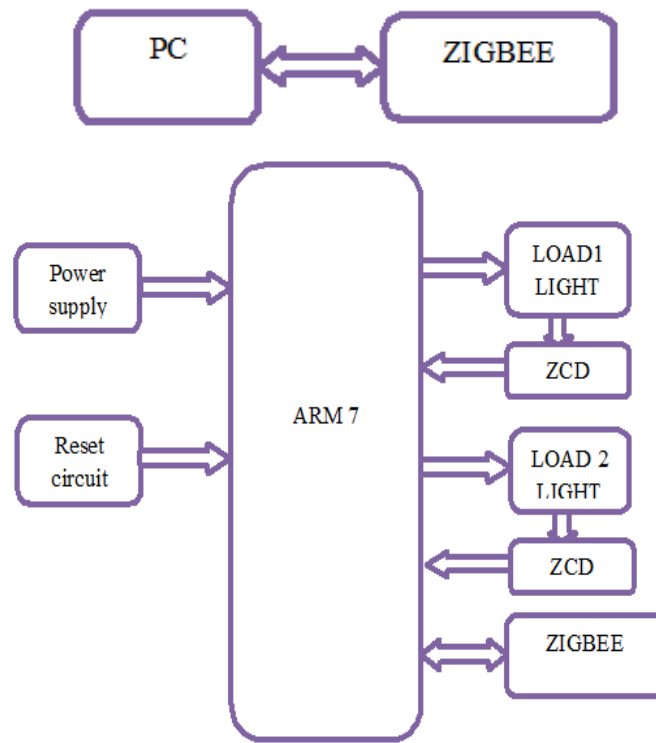 PC
ZIGBEE
Power
supply
Reset
circuit
ARM 7
LOAD1
LIGHT
ZCD
LOAD 2
LIGHT
ZCD
ZIGBEE